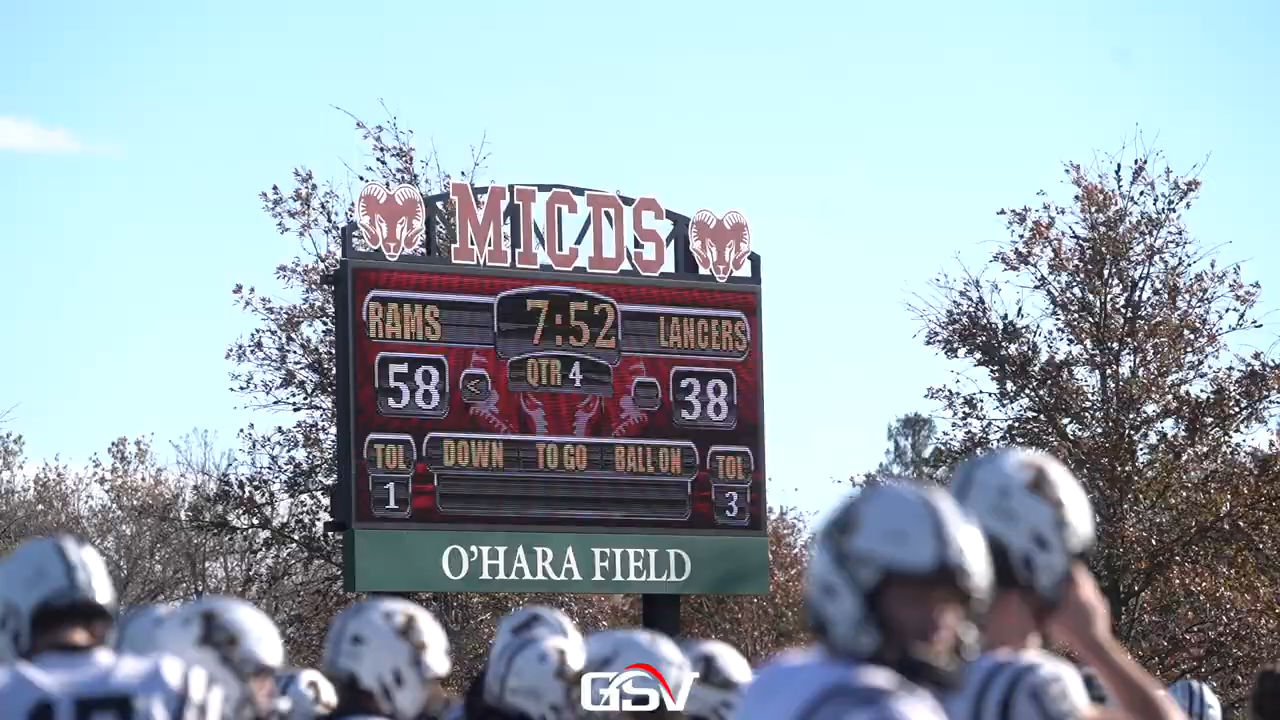 MICDS
RAMS 7:52 LANCERS
58 < QTR 4 38
TOL DOWN TO GO BALL ON TOL
1 3
O'HARA FIELD
GSV